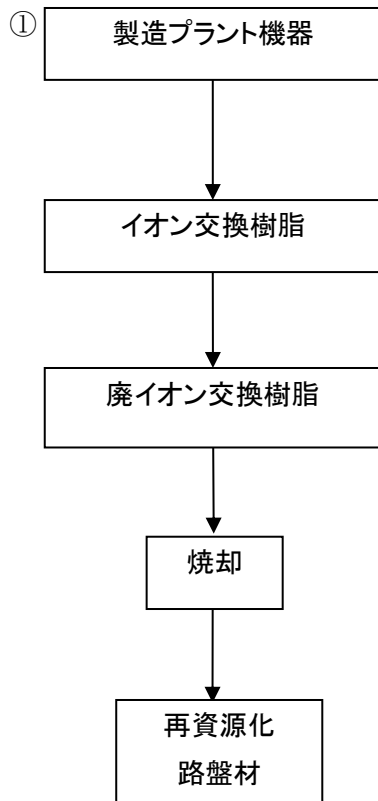 ①
製造プラント機器
イオン交換樹脂
廃イオン交換樹脂
焼却
再資源化
路盤材